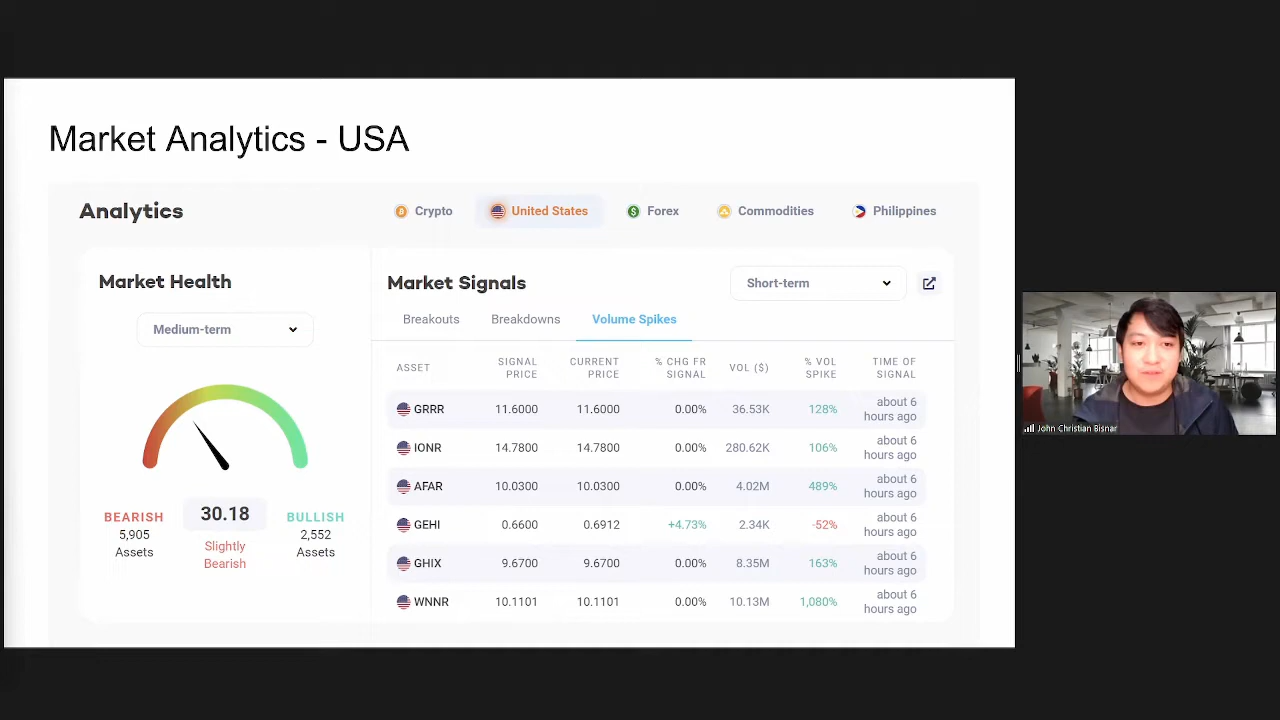 Market Analytics - USA
Analytics
Crypto
United States
Forex
Commodities
Philippines
Market Health
Medium-term
30.18
BEARISH
5,905
Assets
Slightly
Bearish
BULLISH
2,552
Assets
Market Signals
Short-term
Breakouts Breakdowns Volume Spikes
ASSET SIGNAL PRICE CURRENT PRICE % CHG FR SIGNAL VOL ($) % VOL SPIKE TIME OF SIGNAL
GRRR 11.6000 11.6000 0.00% 36.53K 128% about 6 hours ago
IONR 14.7800 14.7800 0.00% 280.62K 106% about 6 hours ago
AFAR 10.0300 10.0300 0.00% 4.02M 489% about 6 hours ago
GEHI 0.6600 0.6912 +4.73% 2.34K -52% about 6 hours ago
GHIX 9.6700 9.6700 0.00% 8.35M 163% about 6 hours ago
WNNR 10.1101 10.1101 0.00% 10.13M 1,080% about 6 hours ago
John Christian Bisnar